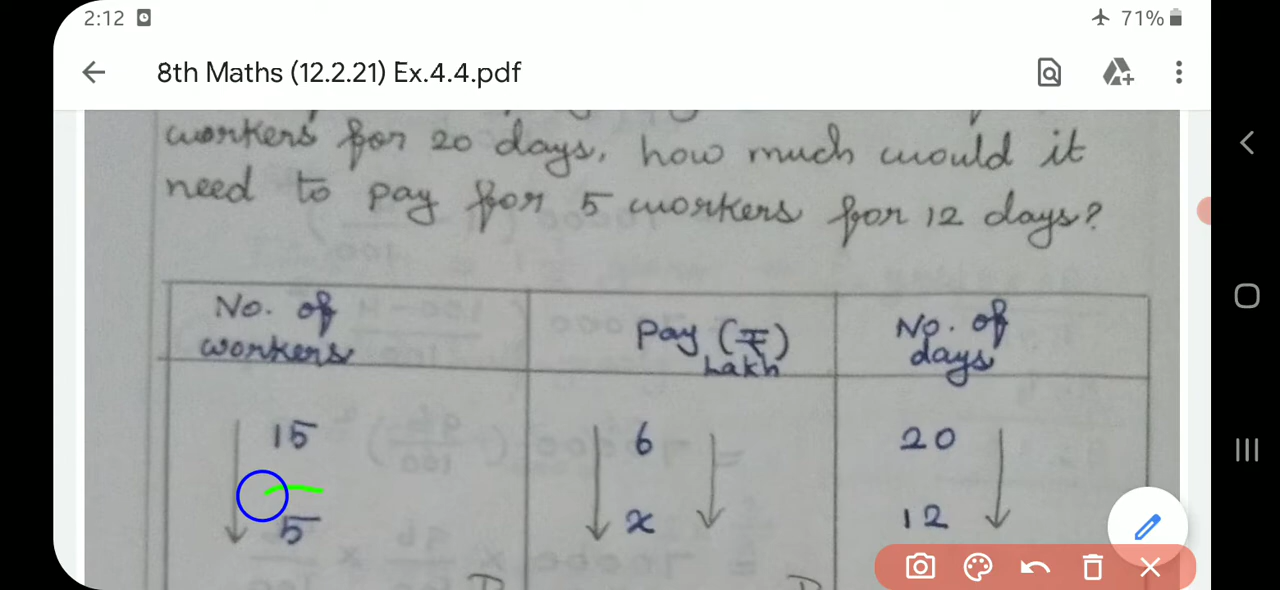 2:12
71%
8th Maths (12.2.21) Ex.4.4.pdf
workers for 20 days, how much would it
need to pay for 5 workers for 12 days?
No. of workers
Pay (₹) Lakh
No. of days
15
6
20
5
x
12
D
D